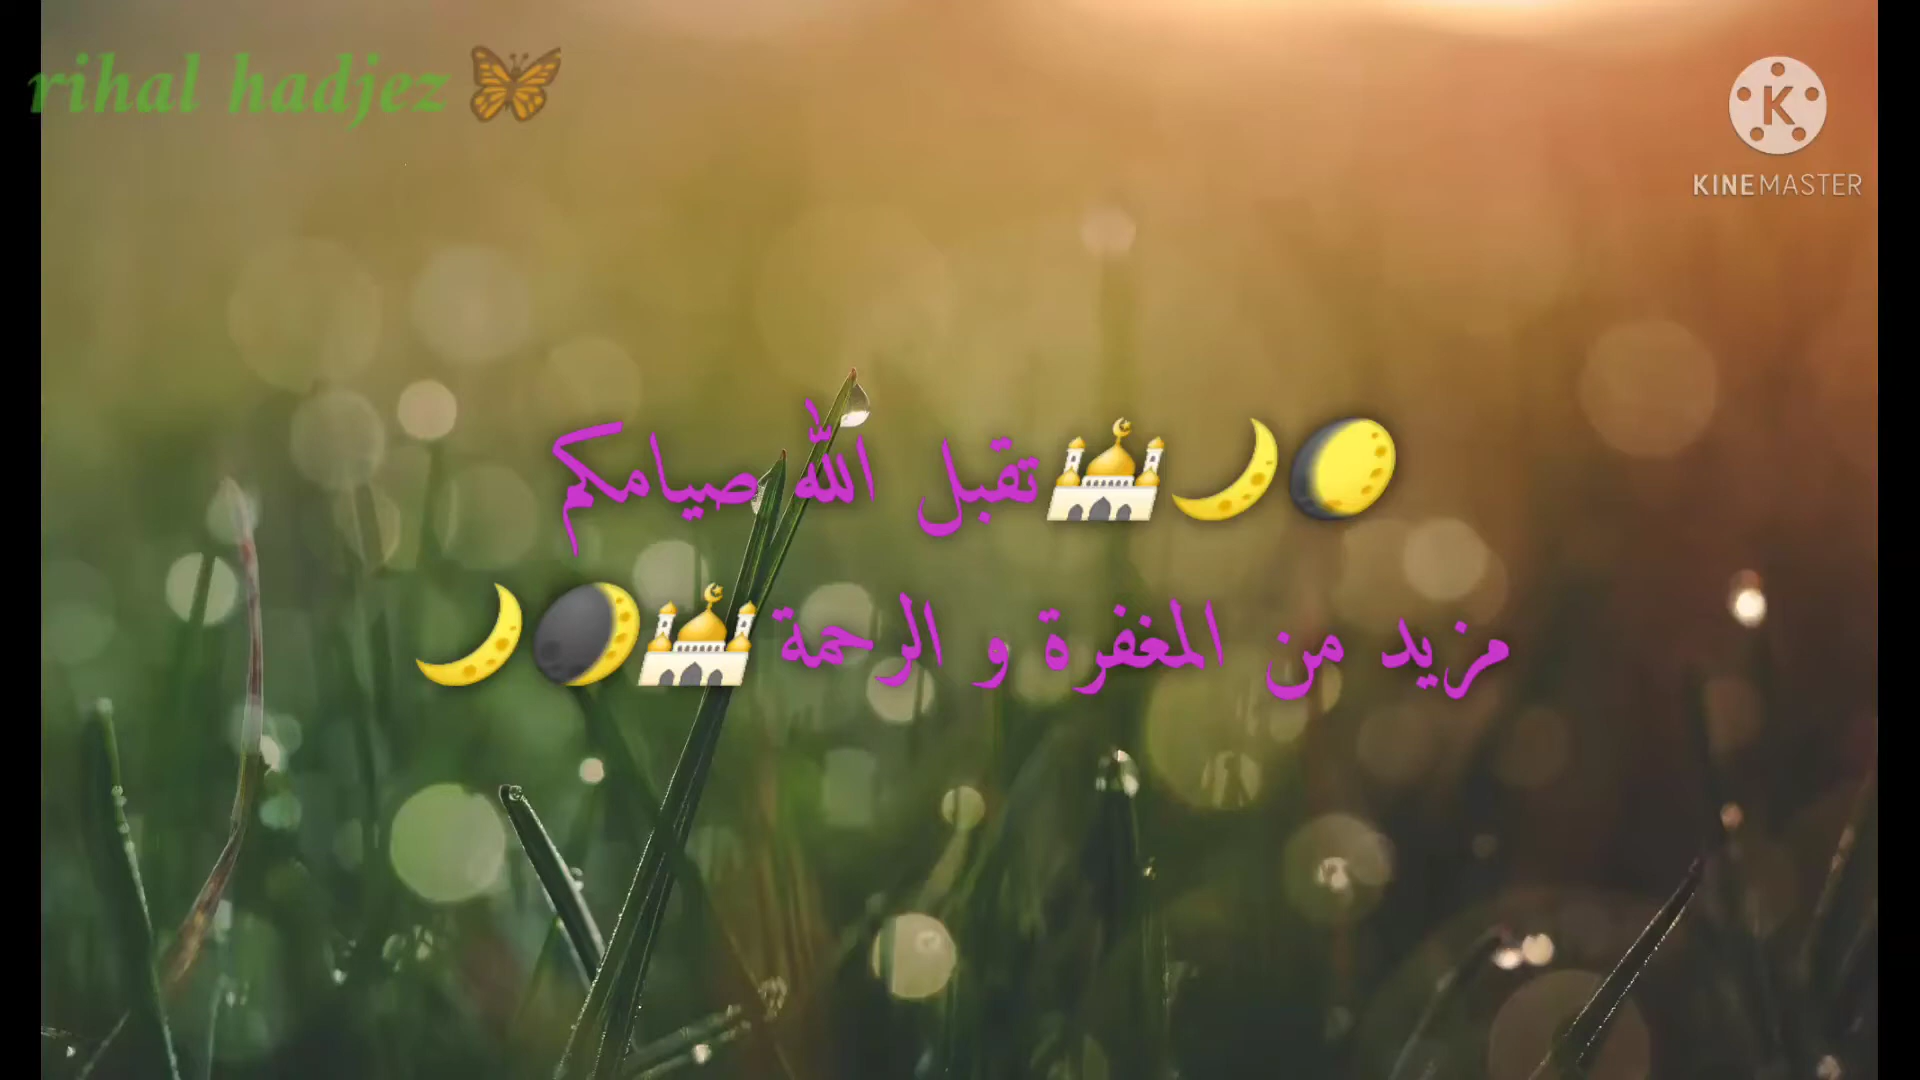 rihal hadjez 🦋
KINEMASTER
🌔🌙🕌تقبل الله صيامكم
مزيد من المغفرة و الرحمة🕌🌒🌙